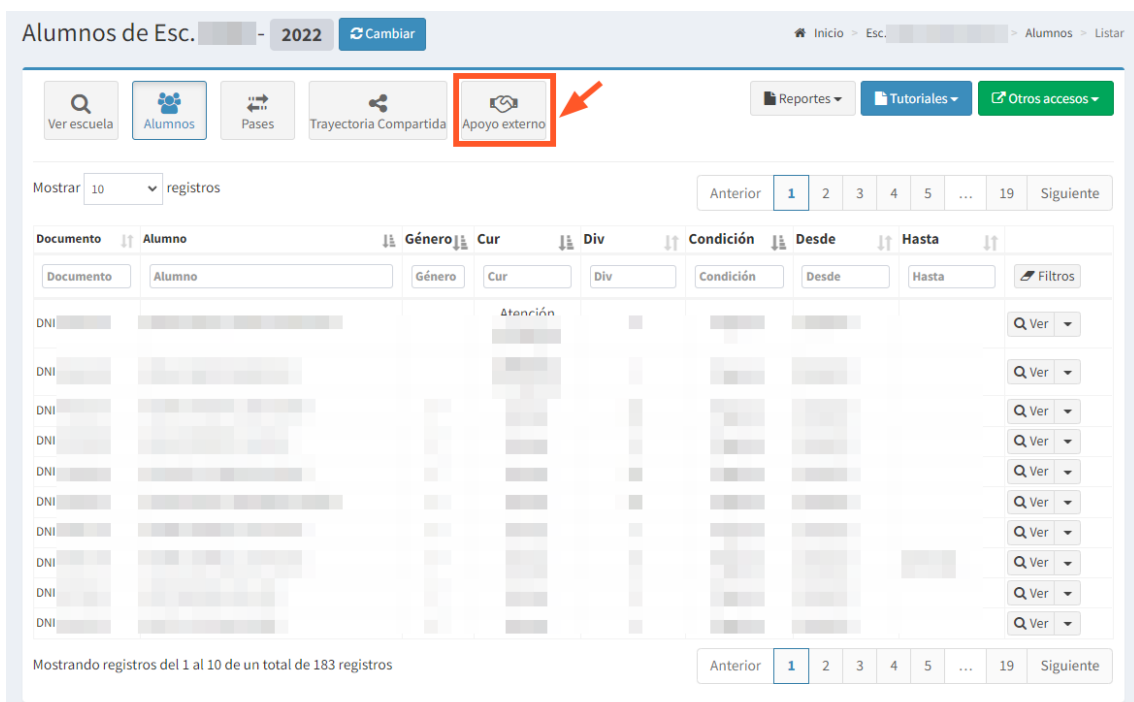 Alumnos de Esc. - 2022 Cambiar
Inicio > Esc. > Alumnos > Listar
Ver escuela
Alumnos
Pases
Trayectoria Compartida
Apoyo externo
Reportes
Tutoriales
Otros accesos
Mostrar 10 registros
Anterior 1 2 3 4 5 ... 19 Siguiente
Documento Alumno Género Cur Div Condición Desde Hasta
Documento Alumno Género Cur Div Condición Desde Hasta Filtros
Atención
DNI Ver
DNI Ver
DNI Ver
DNI Ver
DNI Ver
DNI Ver
DNI Ver
DNI Ver
DNI Ver
DNI Ver
Mostrando registros del 1 al 10 de un total de 183 registros
Anterior 1 2 3 4 5 ... 19 Siguiente